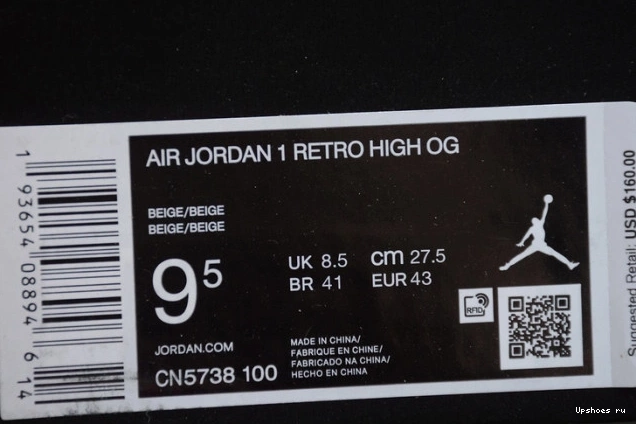 AIR JORDAN 1 RETRO HIGH OG
BEIGE/BEIGE
BEIGE/BEIGE
9 5
UK 8.5 cm 27.5
BR 41 EUR 43
RFID
JORDAN.COM
CN5738 100
MADE IN CHINA/
FABRIQUE EN CHINE/
FABRICADO NA CHINA/
HECHO EN CHINA
1 93654 08894 6 14
Suggested Retail: USD $160.00
Upshoes ru